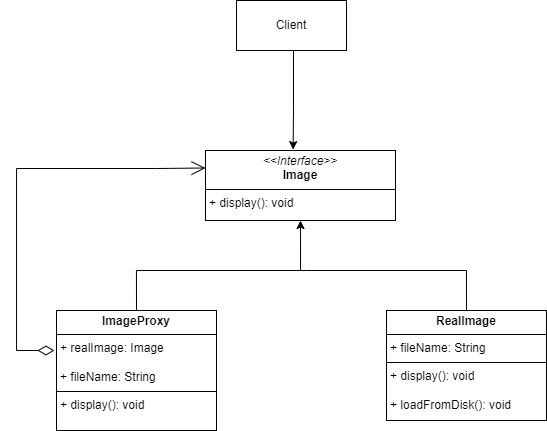 Client
<<Interface>>
Image
+ display(): void
ImageProxy
+ realImage: Image
+ fileName: String
+ display(): void
RealImage
+ fileName: String
+ display(): void
+ loadFromDisk(): void